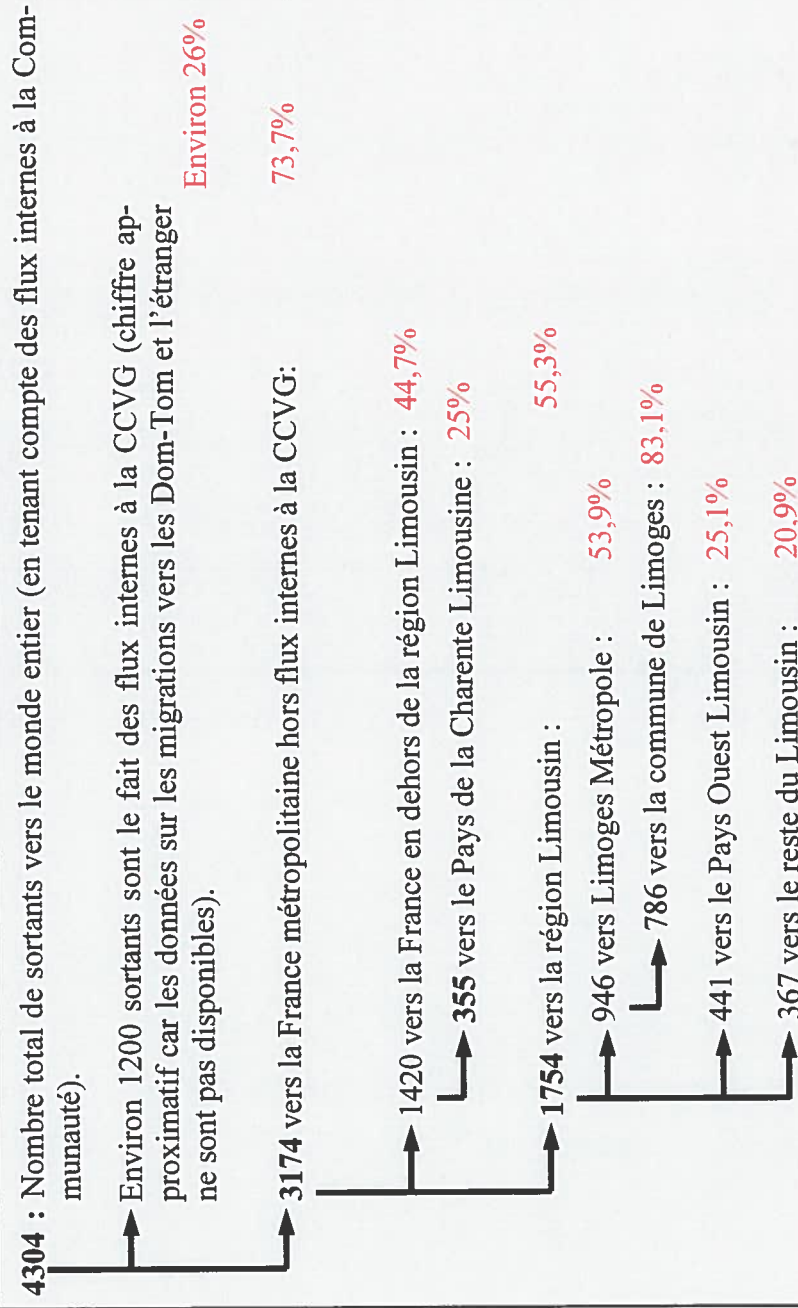 4304 : Nombre total de sortants vers le monde entier (en tenant compte des flux internes à la Com-
munauté).
Environ 1200 sortants sont le fait des flux internes à la CCVG (chiffre ap-
proximatif car les données sur les migrations vers les Dom-Tom et l'étranger
ne sont pas disponibles). Environ 26%
3174 vers la France métropolitaine hors flux internes à la CCVG: 73,7%
1420 vers la France en dehors de la région Limousin : 44,7%
355 vers le Pays de la Charente Limousine : 25%
1754 vers la région Limousin : 55,3%
946 vers Limoges Métropole : 53,9%
786 vers la commune de Limoges : 83,1%
441 vers le Pays Ouest Limousin : 25,1%
367 vers le reste du Limousin : 20,9%